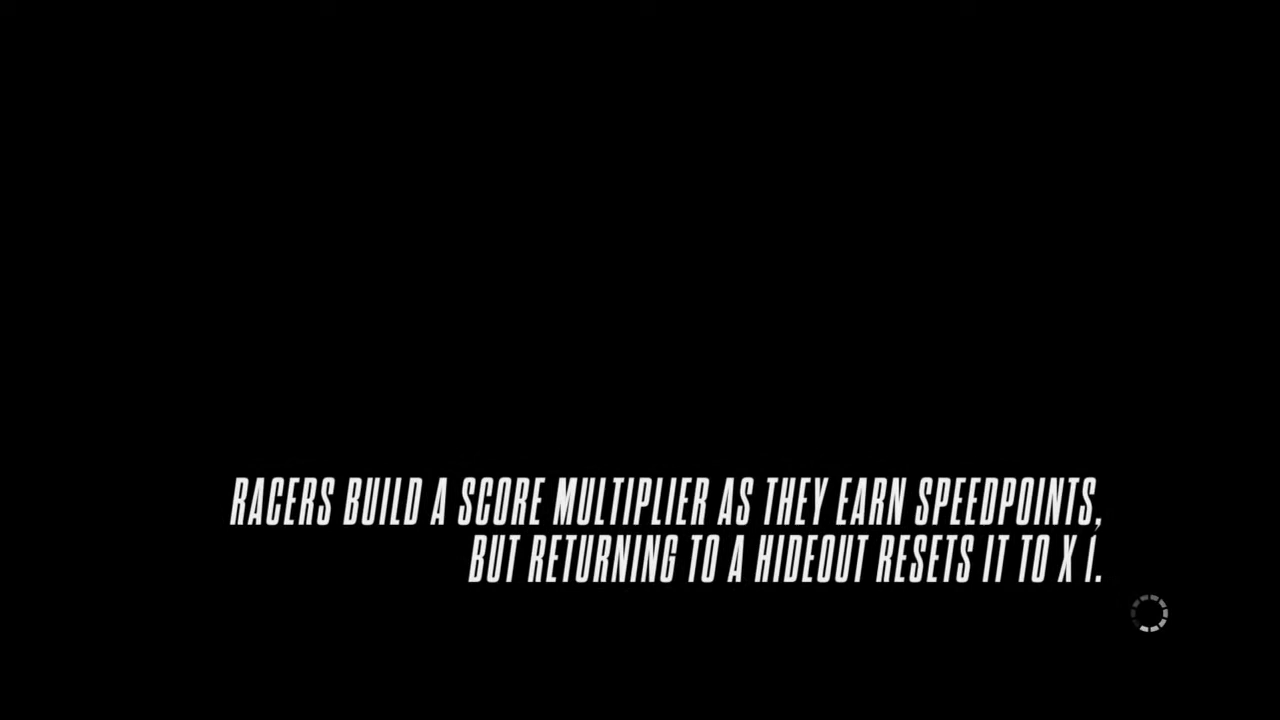 RACERS BUILD A SCORE MULTIPLIER AS THEY EARN SPEEDPOINTS,
BUT RETURNING TO A HIDEOUT RESETS IT TO X 1.